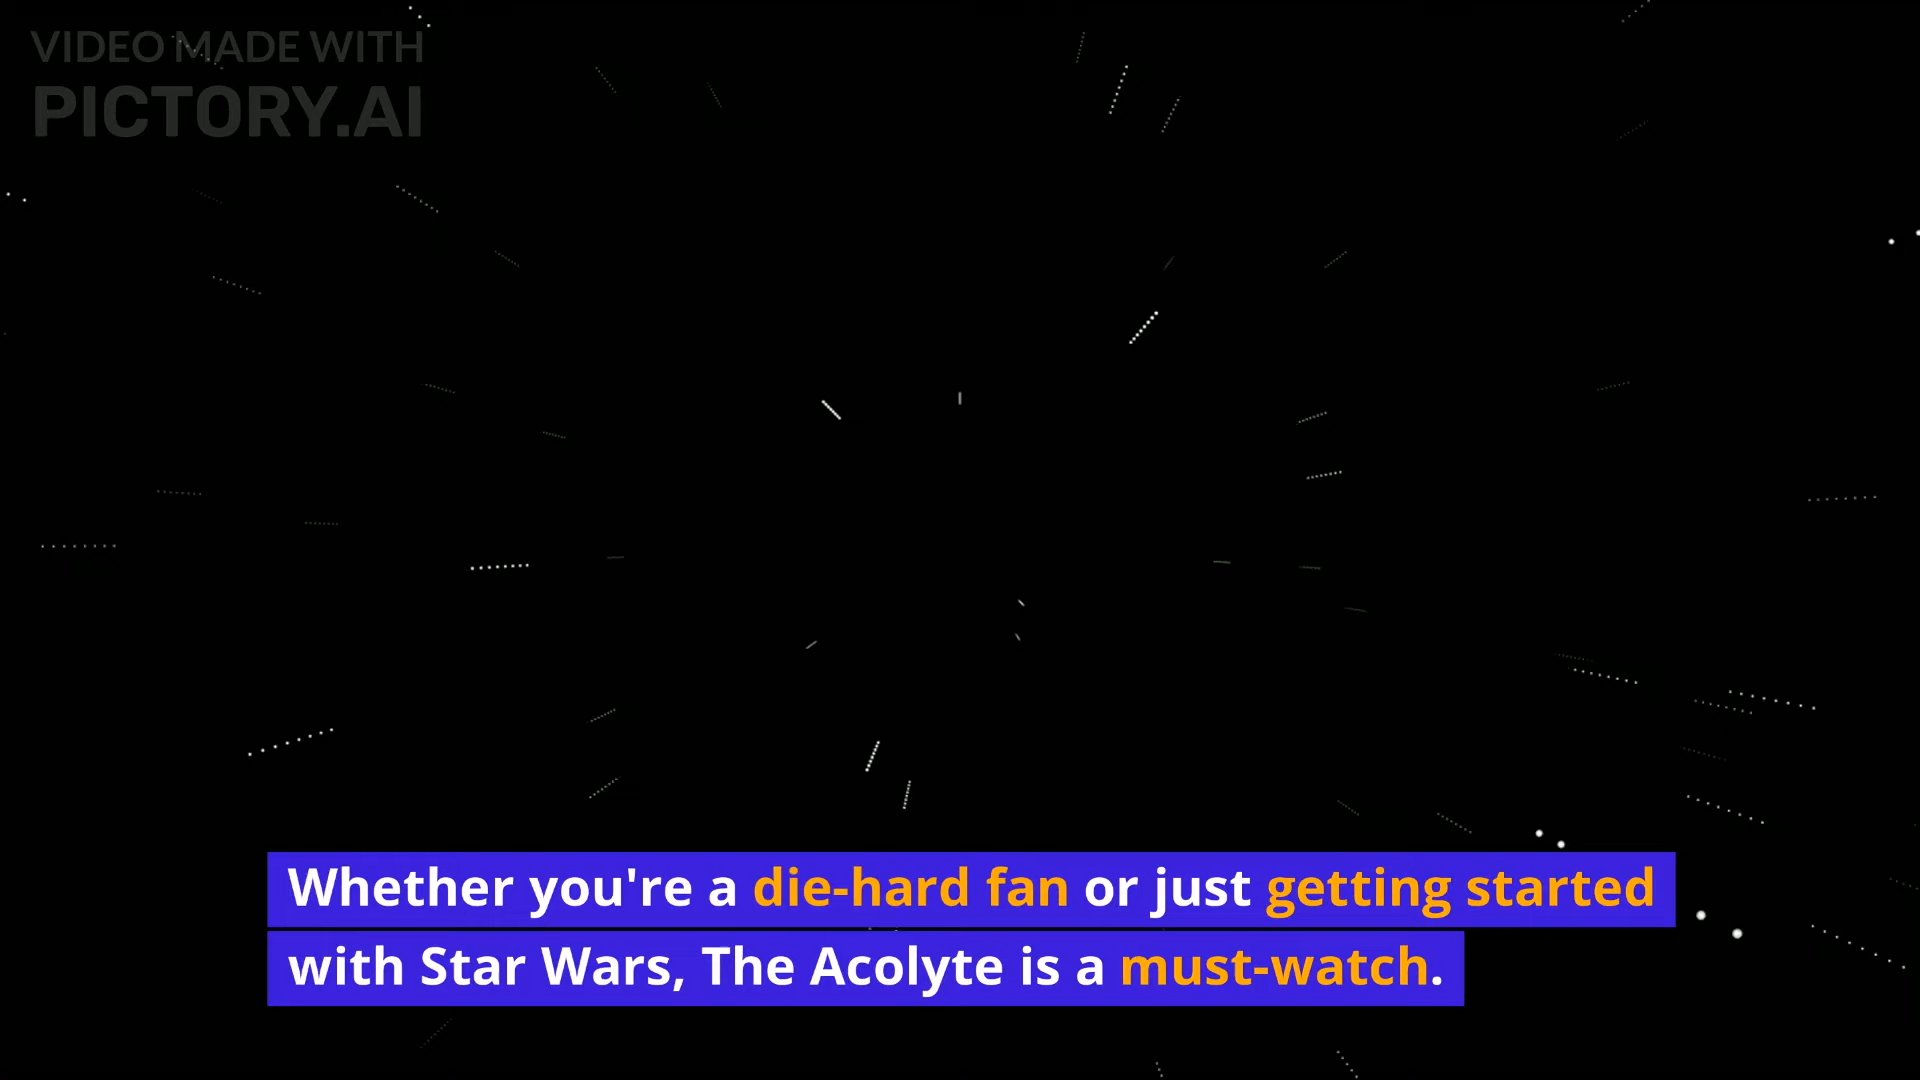 VIDEO MADE WITH
PICTORY.AI
Whether you're a die-hard fan or just getting started
with Star Wars, The Acolyte is a must-watch.